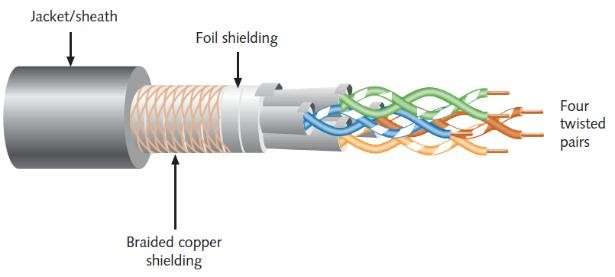 Jacket/sheath
Foil shielding
Four
twisted
pairs
Braided copper
shielding